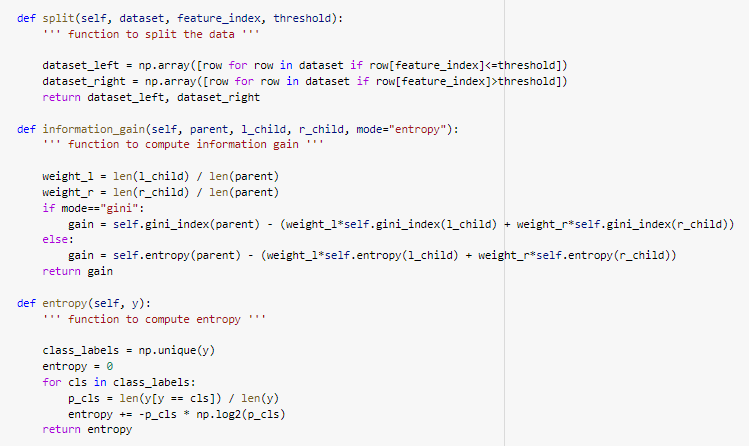 def split(self, dataset, feature_index, threshold):
''' function to split the data '''
dataset_left = np.array([row for row in dataset if row[feature_index]<=threshold])
dataset_right = np.array([row for row in dataset if row[feature_index]>threshold])
return dataset_left, dataset_right
def information_gain(self, parent, l_child, r_child, mode="entropy"):
''' function to compute information gain '''
weight_l = len(l_child) / len(parent)
weight_r = len(r_child) / len(parent)
if mode=="gini":
gain = self.gini_index(parent) - (weight_l*self.gini_index(l_child) + weight_r*self.gini_index(r_child))
else:
gain = self.entropy(parent) - (weight_l*self.entropy(l_child) + weight_r*self.entropy(r_child))
return gain
def entropy(self, y):
''' function to compute entropy '''
class_labels = np.unique(y)
entropy = 0
for cls in class_labels:
p_cls = len(y[y == cls]) / len(y)
entropy += -p_cls * np.log2(p_cls)
return entropy